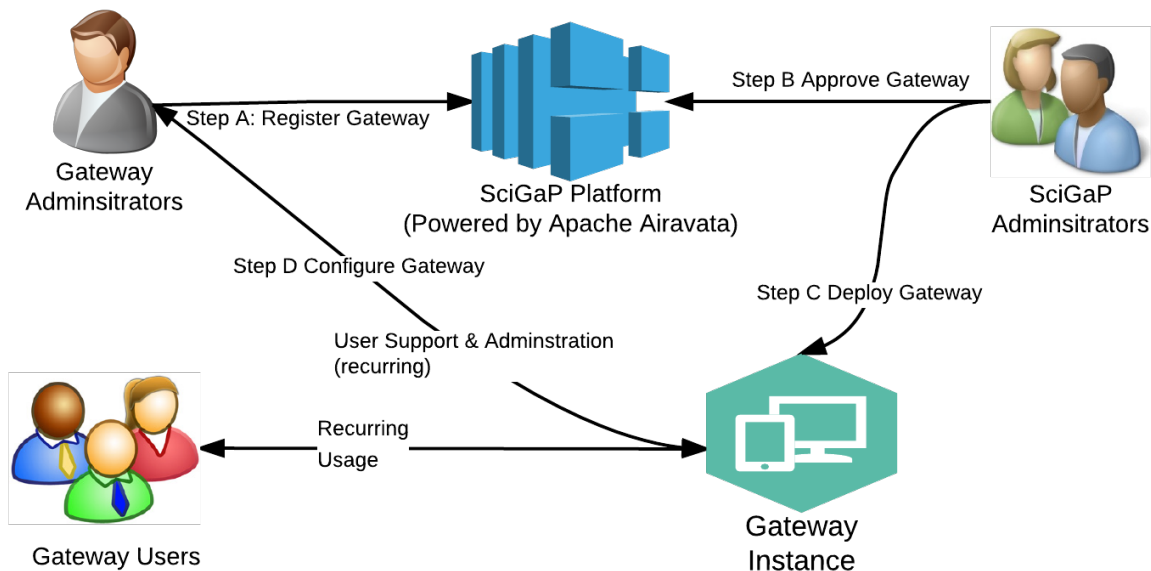 Step B Approve Gateway
Step A: Register Gateway
Gateway
Adminsitrators
SciGaP Platform
(Powered by Apache Airavata)
SciGaP
Adminsitrators
Step D Configure Gateway
Step C Deploy Gateway
User Support & Adminstration
(recurring)
Recurring
Usage
Gateway Users
Gateway
Instance